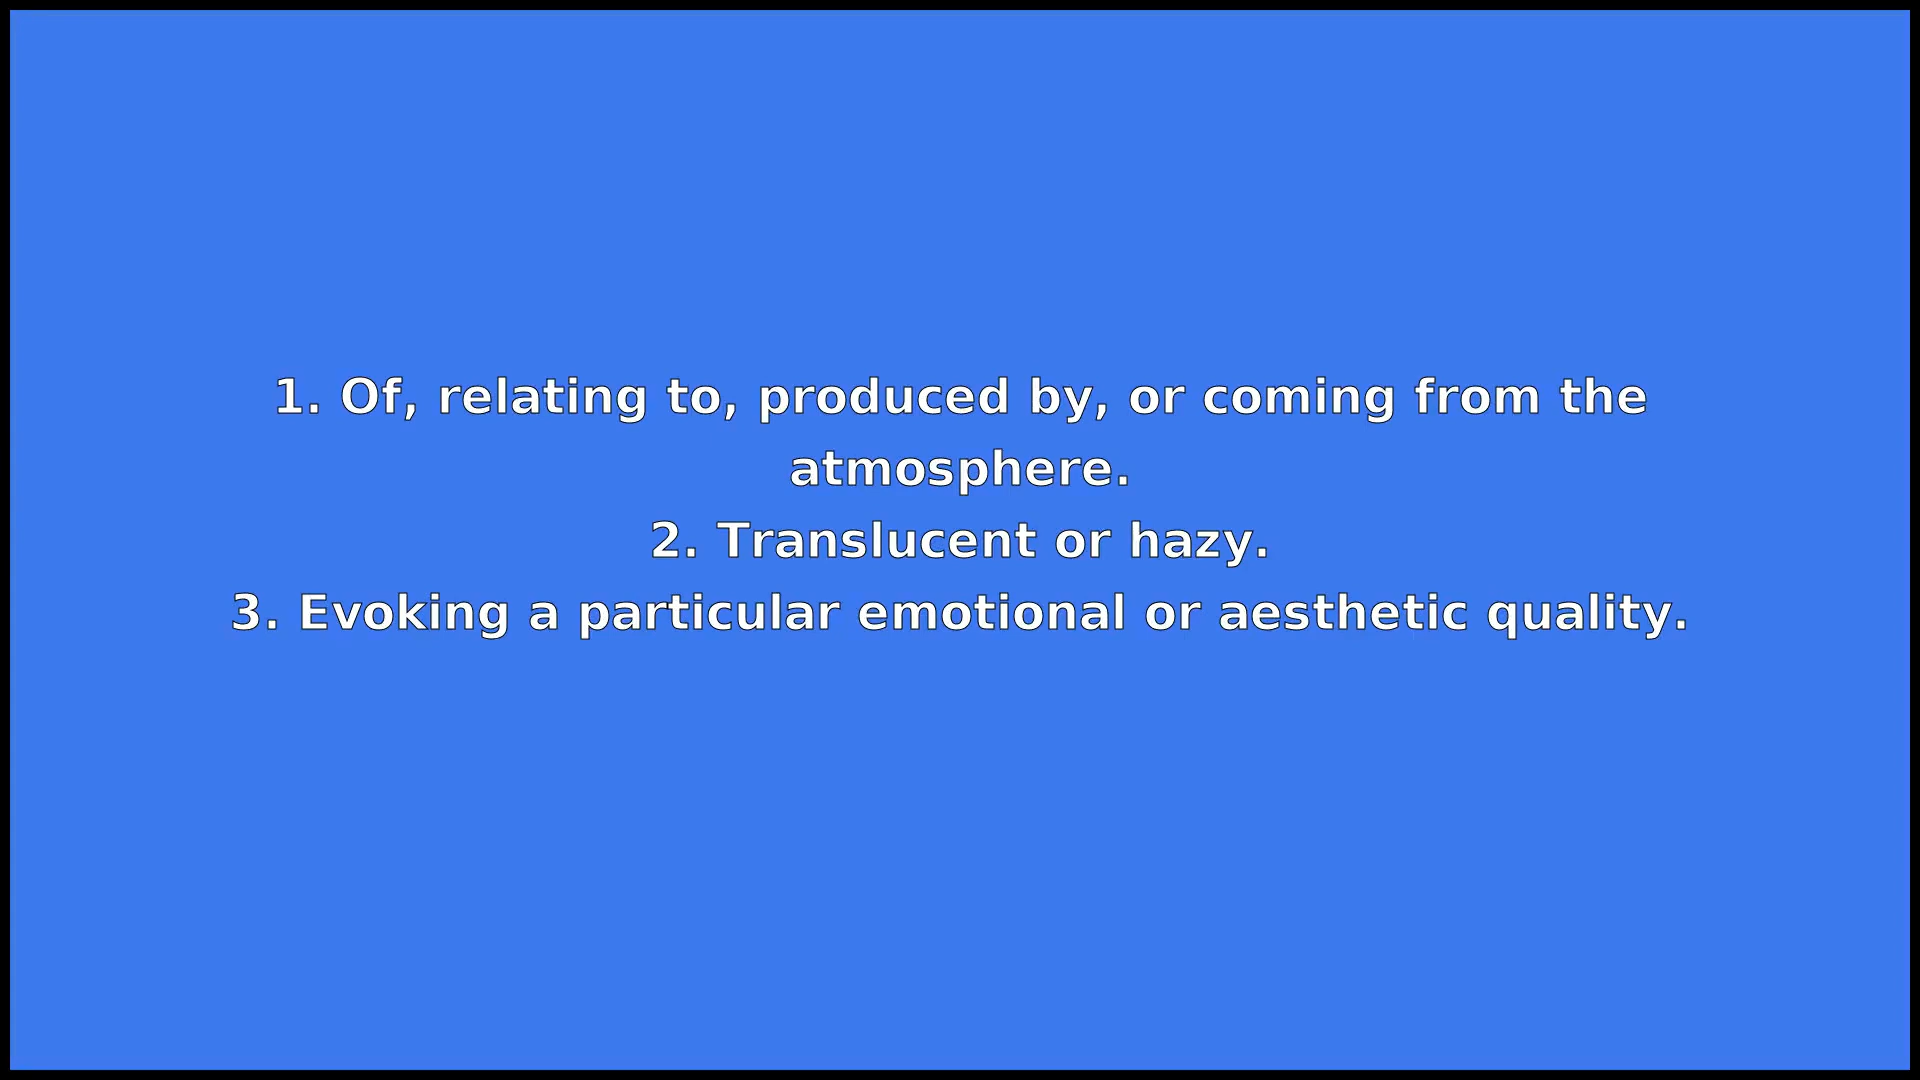 1. Of, relating to, produced by, or coming from the
atmosphere.
2. Translucent or hazy.
3. Evoking a particular emotional or aesthetic quality.